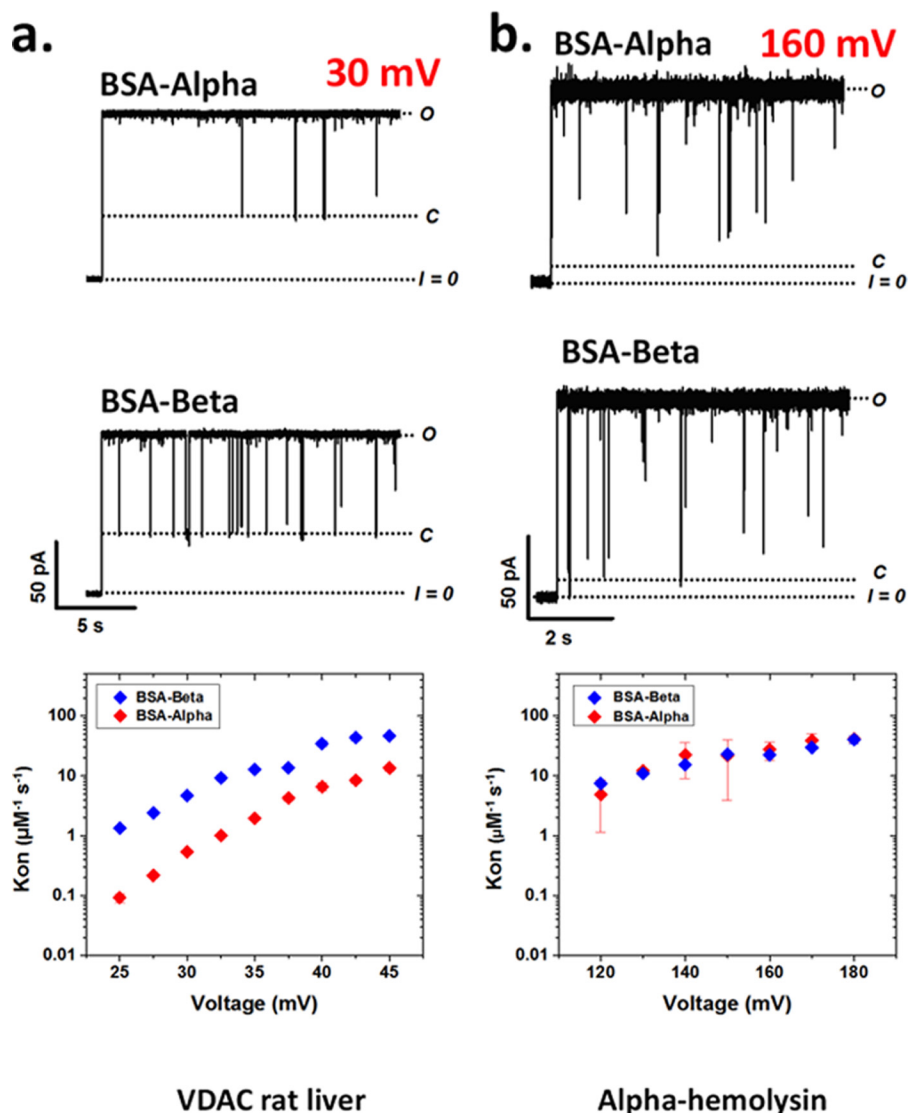 a.
BSA-Alpha
30 mV
O
C
I = 0
BSA-Beta
O
C
I = 0
50 pA
5 s
BSA-Beta
BSA-Alpha
100
10
1
0.1
0.01
Kon (μM⁻¹ s⁻¹)
25 30 35 40 45
Voltage (mV)
VDAC rat liver
b.
BSA-Alpha
160 mV
O
C
I = 0
BSA-Beta
O
C
I = 0
50 pA
2 s
BSA-Beta
BSA-Alpha
100
10
1
0.1
0.01
Kon (μM⁻¹ s⁻¹)
120 140 160 180
Voltage (mV)
Alpha-hemolysin